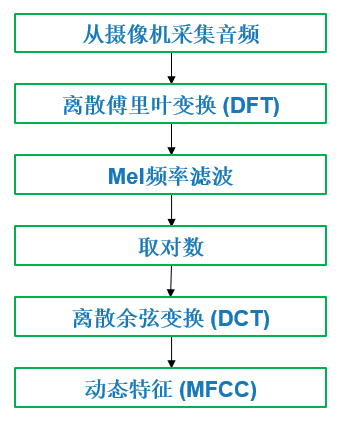 从摄像机采集音频
离散傅里叶变换 (DFT)
Mel频率滤波
取对数
离散余弦变换 (DCT)
动态特征 (MFCC)